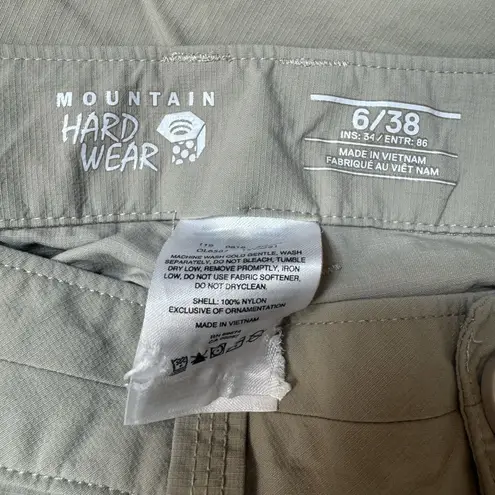 MOUNTAIN
HARD
WEAR
6/38
INS: 34 / ENTR: 86
MADE IN VIETNAM
FABRIQUÉ AU VIÊT NAM
MACHINE WASH COLD GENTLE, WASH
SEPARATELY, DO NOT BLEACH, TUMBLE
DRY LOW, REMOVE PROMPTLY, IRON
LOW, DO NOT USE FABRIC SOFTENER,
DO NOT DRYCLEAN.
SHELL: 100% NYLON
EXCLUSIVE OF ORNAMENTATION
MADE IN VIETNAM